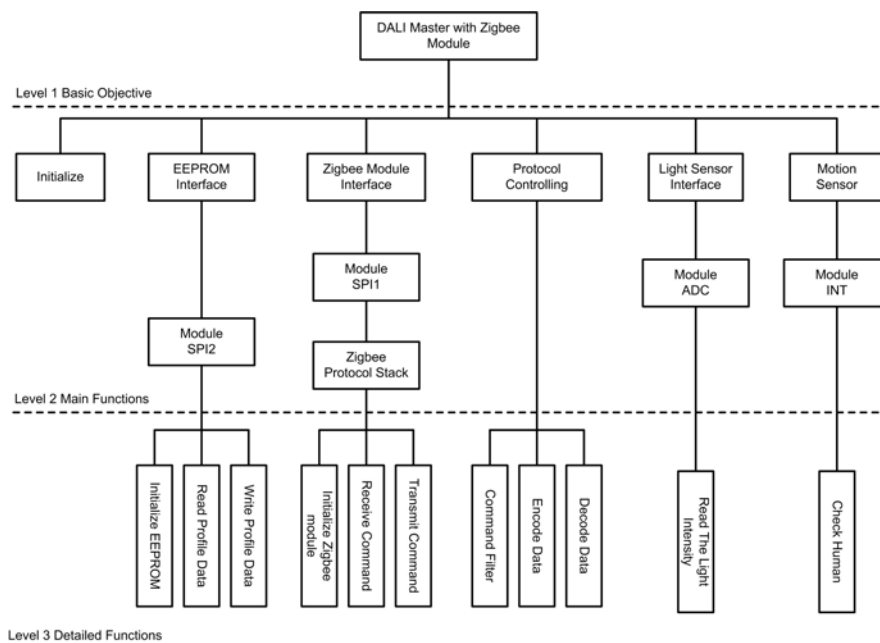 DALI Master with Zigbee
Module
Level 1 Basic Objective
Initialize
EEPROM
Interface
Zigbee Module
Interface
Protocol
Controlling
Light Sensor
Interface
Motion
Sensor
Module
SPI1
Module
ADC
Module
INT
Module
SPI2
Zigbee
Protocol Stack
Level 2 Main Functions
Initialize EEPROM
Read Profile Data
Write Profile Data
Initialize Zigbee
module
Receive Command
Transmit Command
Command Filter
Encode Data
Decode Data
Read The Light
Intensity
Check Human
Level 3 Detailed Functions